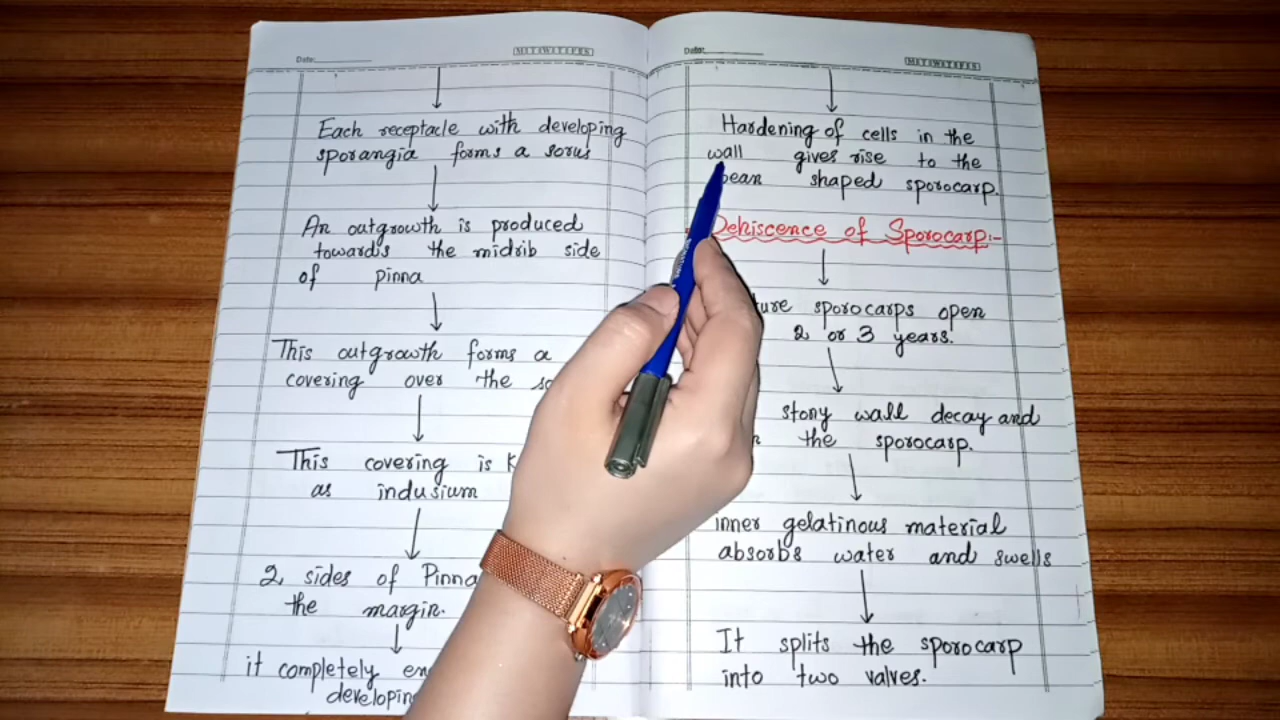 Date:
Each receptacle with developing
sporangia forms a sorus
An outgrowth is produced
towards the midrib side
of pinna
This outgrowth forms a
covering over the
This covering is
as indusium
2 sides of Pinna
the margin.
it completely
developing
Date:
Hardening of cells in the
wall gives rise to the
bean shaped sporocarp.
Dehiscence of Sporocarp:-
sporocarps open
2 or 3 years.
stony wall decay and
the sporocarp.
inner gelatinous material
absorbs water and swells
It splits the sporocarp
into two valves.